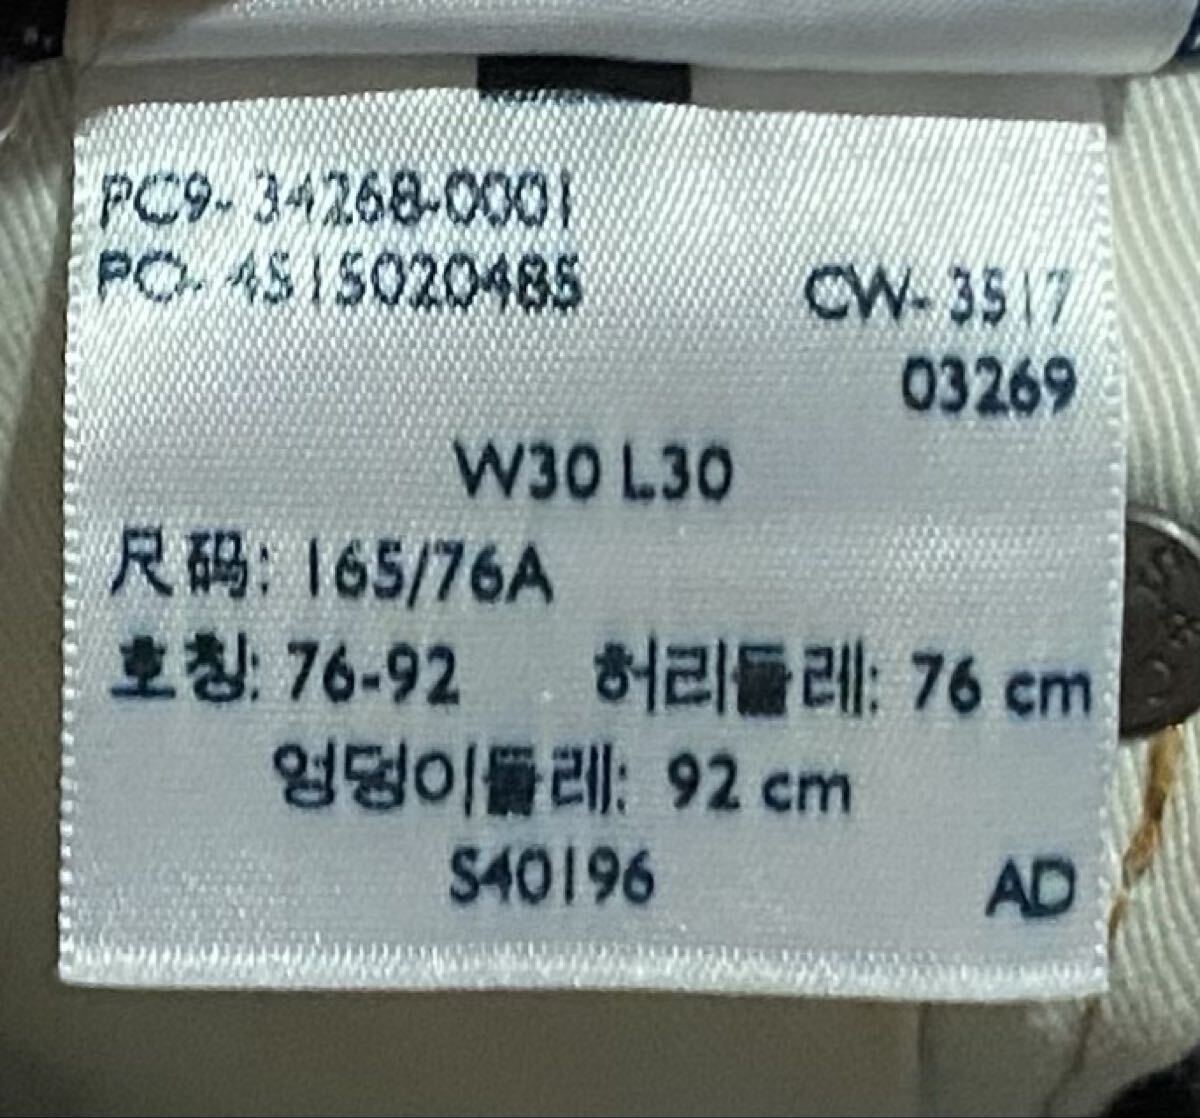 PC9- 34268-0001
PO- 4515020485
CW- 3517
03269
W30 L30
尺码: 165/76A
호칭: 76-92 허리둘레: 76 cm
엉덩이둘레: 92 cm
S40196 AD